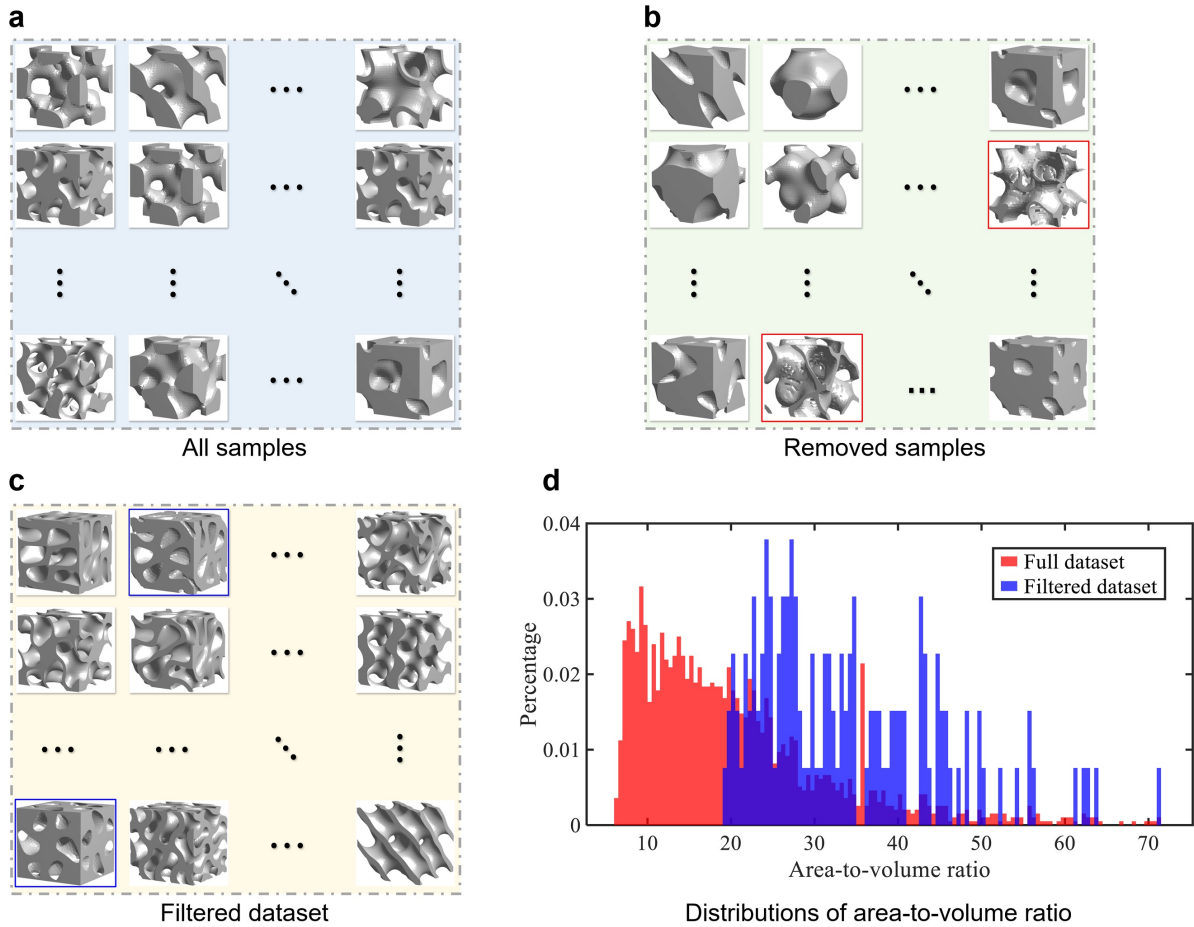 a
b
All samples
Removed samples
c
d
Filtered dataset
0.04
0.03
0.02
0.01
0
Percentage
Full dataset
Filtered dataset
10
20
30
40
50
60
70
Area-to-volume ratio
Distributions of area-to-volume ratio